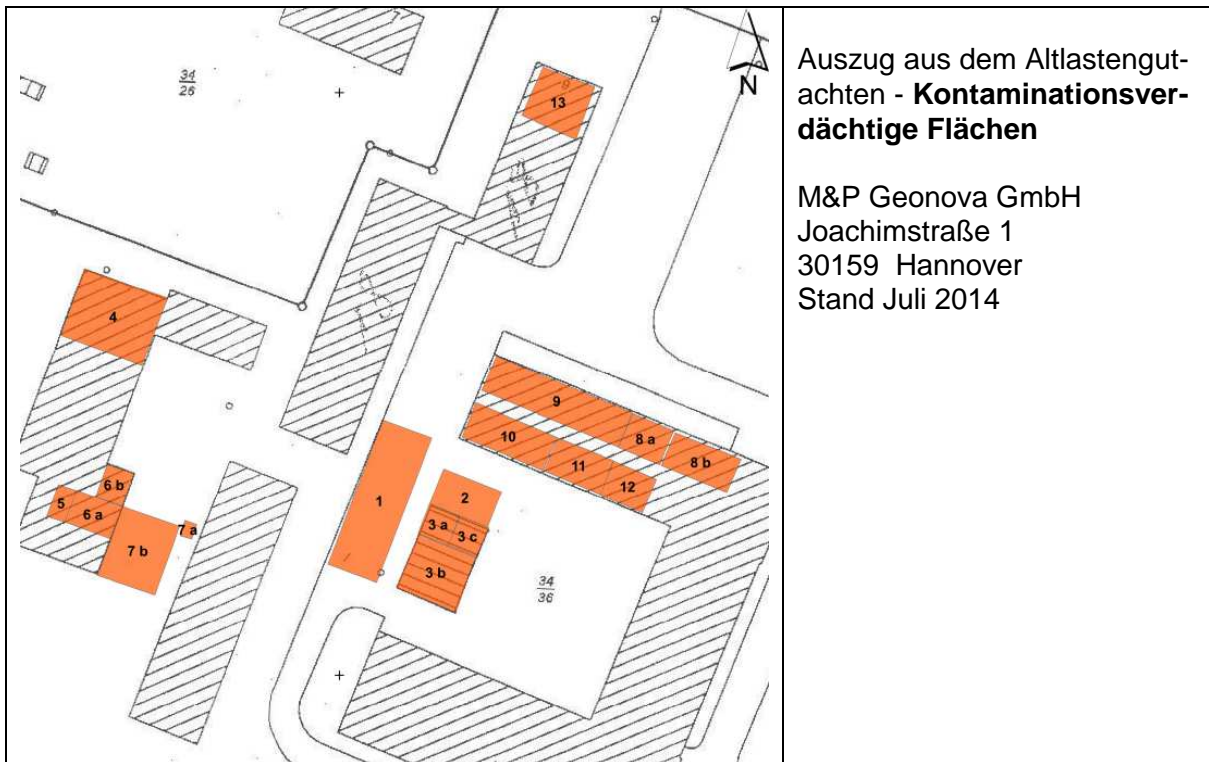 34
26
13
N
4
9
8 a
10
8 b
11
12
1
2
5
6 b
6 a
7 a
7 b
3 a
3 c
3 b
34
36
Auszug aus dem Altlastengut-
achten - Kontaminationsver-
dächtige Flächen
M&P Geonova GmbH
Joachimstraße 1
30159 Hannover
Stand Juli 2014